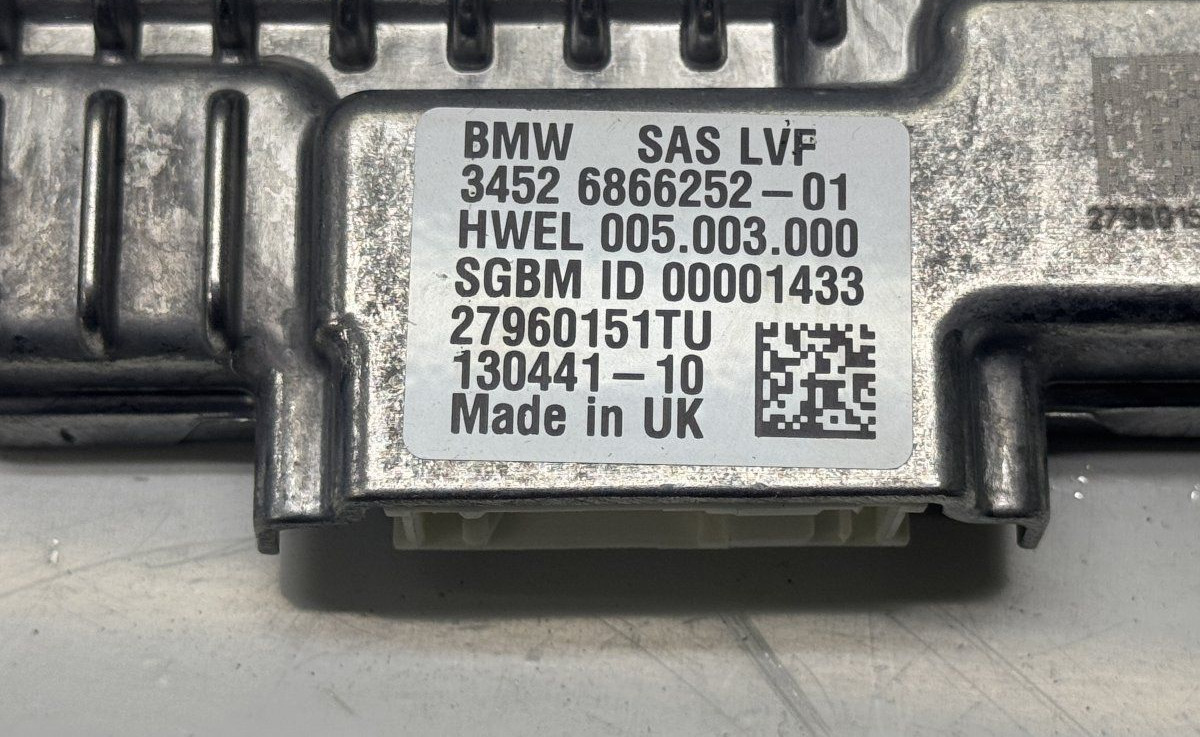 BMW SAS LVF
3452 6866252-01
HWEL 005.003.000
SGBM ID 00001433
27960151TU
130441-10
Made in UK